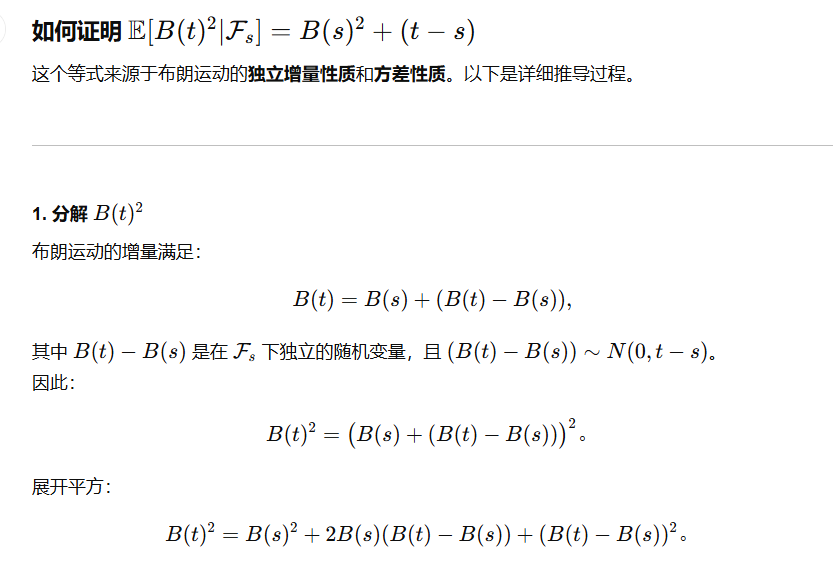 如何证明 $\mathbb{E}[B(t)^2|\mathcal{F}_s] = B(s)^2 + (t - s)$
这个等式来源于布朗运动的独立增量性质和方差性质。以下是详细推导过程。
1. 分解 $B(t)^2$
布朗运动的增量满足：
$B(t) = B(s) + (B(t) - B(s)),$
其中 $B(t) - B(s)$ 是在 $\mathcal{F}_s$ 下独立的随机变量，且 $(B(t) - B(s)) \sim N(0, t - s)$。
因此：
$B(t)^2 = \left(B(s) + (B(t) - B(s))\right)^2$。
展开平方：
$B(t)^2 = B(s)^2 + 2B(s)(B(t) - B(s)) + (B(t) - B(s))^2$。